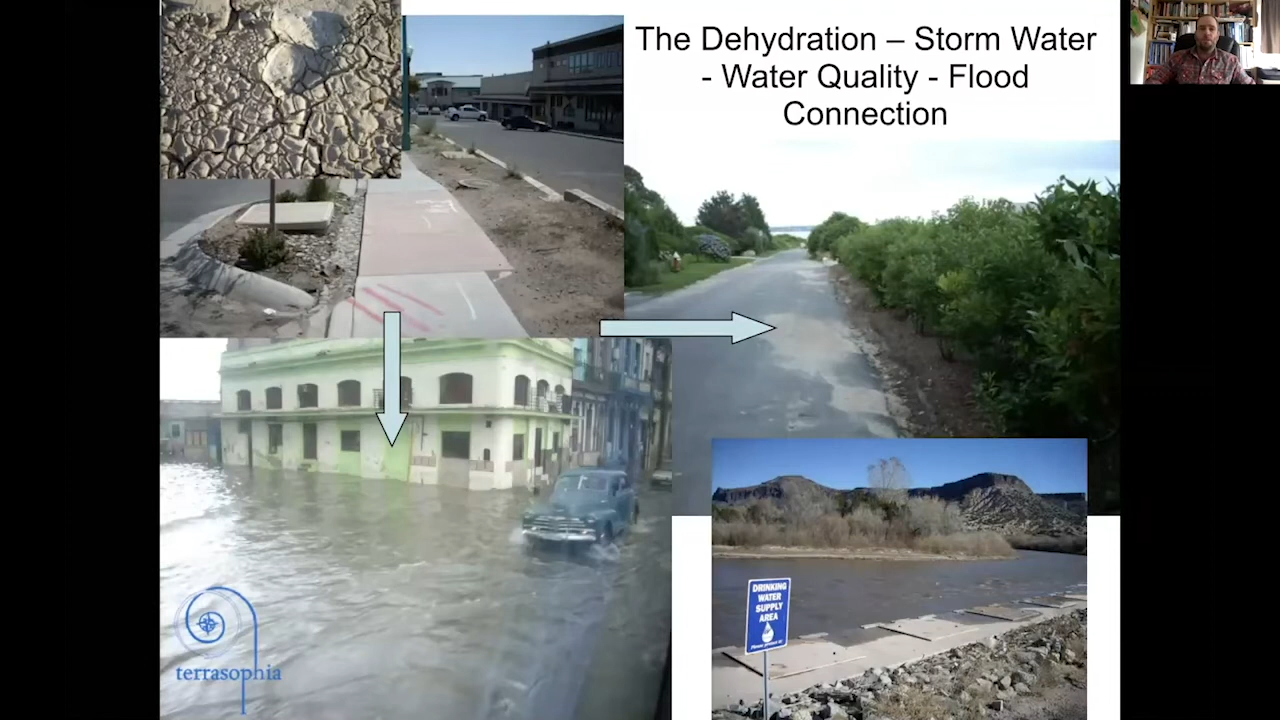 The Dehydration – Storm Water
- Water Quality - Flood
Connection
DRINKING
WATER
SUPPLY
AREA
terrasophia